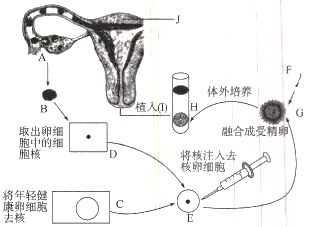 J
A
B
植入(I)
H
体外培养
F
G
融合成受精卵
取出卵细
胞中的细
胞核
D
将核注入去
核卵细胞
将年轻健
康卵细胞
去核
C
E